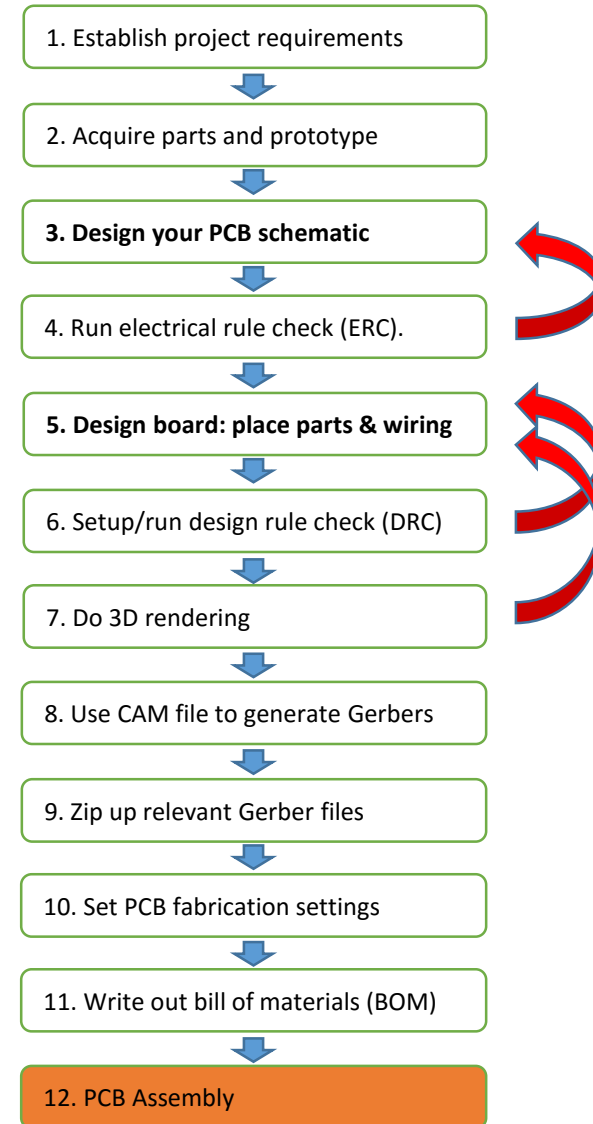 1. Establish project requirements
2. Acquire parts and prototype
3. Design your PCB schematic
4. Run electrical rule check (ERC).
5. Design board: place parts & wiring
6. Setup/run design rule check (DRC)
7. Do 3D rendering
8. Use CAM file to generate Gerbers
9. Zip up relevant Gerber files
10. Set PCB fabrication settings
11. Write out bill of materials (BOM)
12. PCB Assembly